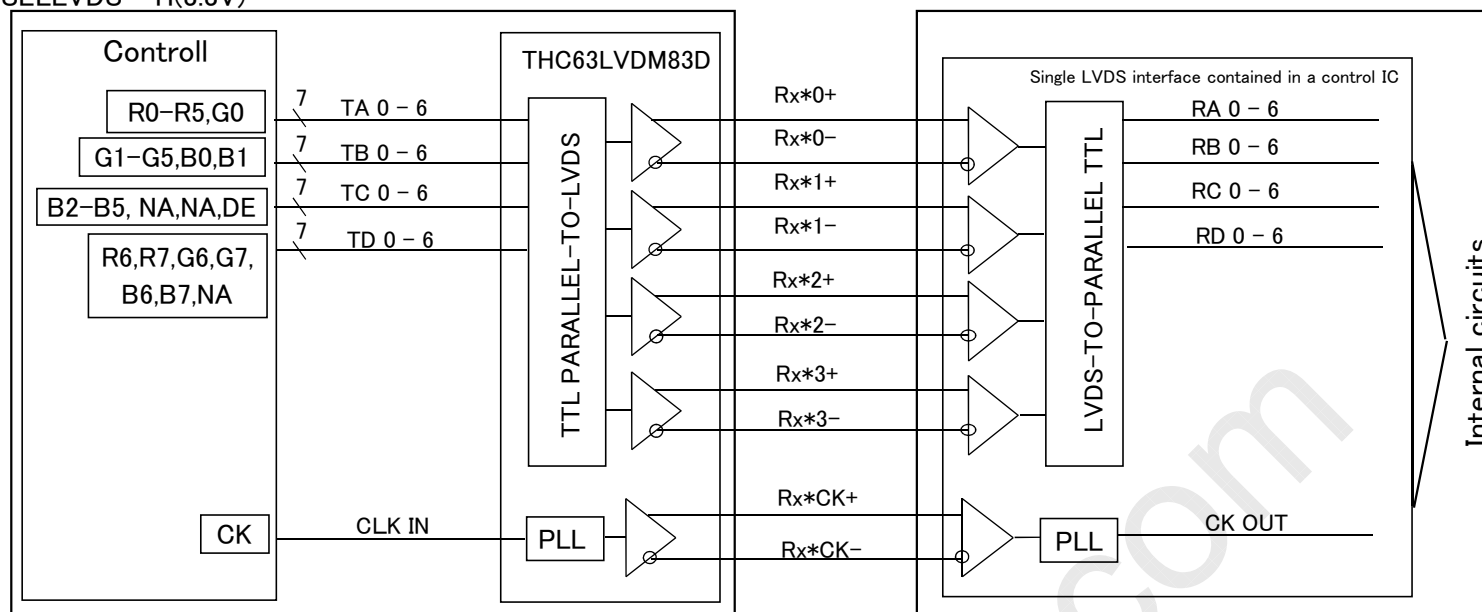 Controll
R0-R5,G0
G1-G5,B0,B1
B2-B5, NA,NA,DE
R6,R7,G6,G7,
B6,B7,NA
CK
7
TA 0 - 6
7
TB 0 - 6
7
TC 0 - 6
7
TD 0 - 6
CLK IN
THC63LVDM83D
TTL PARALLEL-TO-LVDS
PLL
Rx*0+
Rx*0-
Rx*1+
Rx*1-
Rx*2+
Rx*2-
Rx*3+
Rx*3-
Rx*CK+
Rx*CK-
Single LVDS interface contained in a control IC
LVDS-TO-PARALLEL TTL
PLL
RA 0 - 6
RB 0 - 6
RC 0 - 6
RD 0 - 6
CK OUT
Internal circuits
com